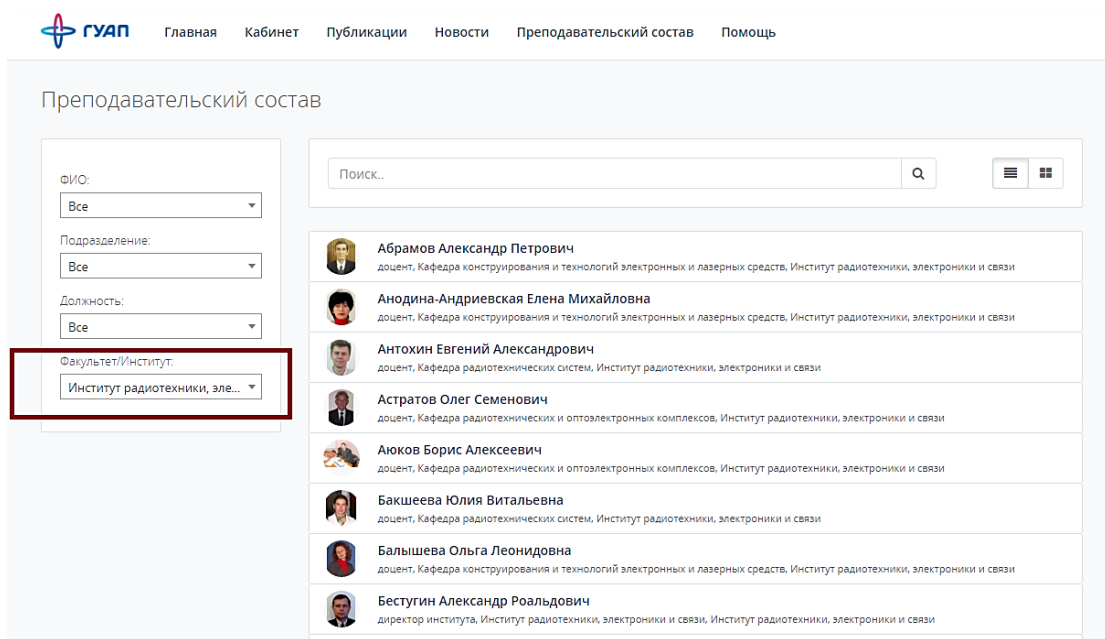 ГУАП
Главная Кабинет Публикации Новости Преподавательский состав Помощь
Преподавательский состав
ФИО:
Все
Подразделение:
Все
Должность:
Все
Факультет/Институт:
Институт радиотехники, эле...
Поиск..
Абрамов Александр Петрович
доцент, Кафедра конструирования и технологий электронных и лазерных средств, Институт радиотехники, электроники и связи
Анодина-Андриевская Елена Михайловна
доцент, Кафедра конструирования и технологий электронных и лазерных средств, Институт радиотехники, электроники и связи
Антохин Евгений Александрович
доцент, Кафедра радиотехнических систем, Институт радиотехники, электроники и связи
Астратов Олег Семенович
доцент, Кафедра радиотехнических и оптоэлектронных комплексов, Институт радиотехники, электроники и связи
Аюков Борис Алексеевич
доцент, Кафедра радиотехнических и оптоэлектронных комплексов, Институт радиотехники, электроники и связи
Бакшеева Юлия Витальевна
доцент, Кафедра радиотехнических систем, Институт радиотехники, электроники и связи
Балышева Ольга Леонидовна
доцент, Кафедра конструирования и технологий электронных и лазерных средств, Институт радиотехники, электроники и связи
Бестугин Александр Роальдович
директор института, Институт радиотехники, электроники и связи, Институт радиотехники, электроники и связи